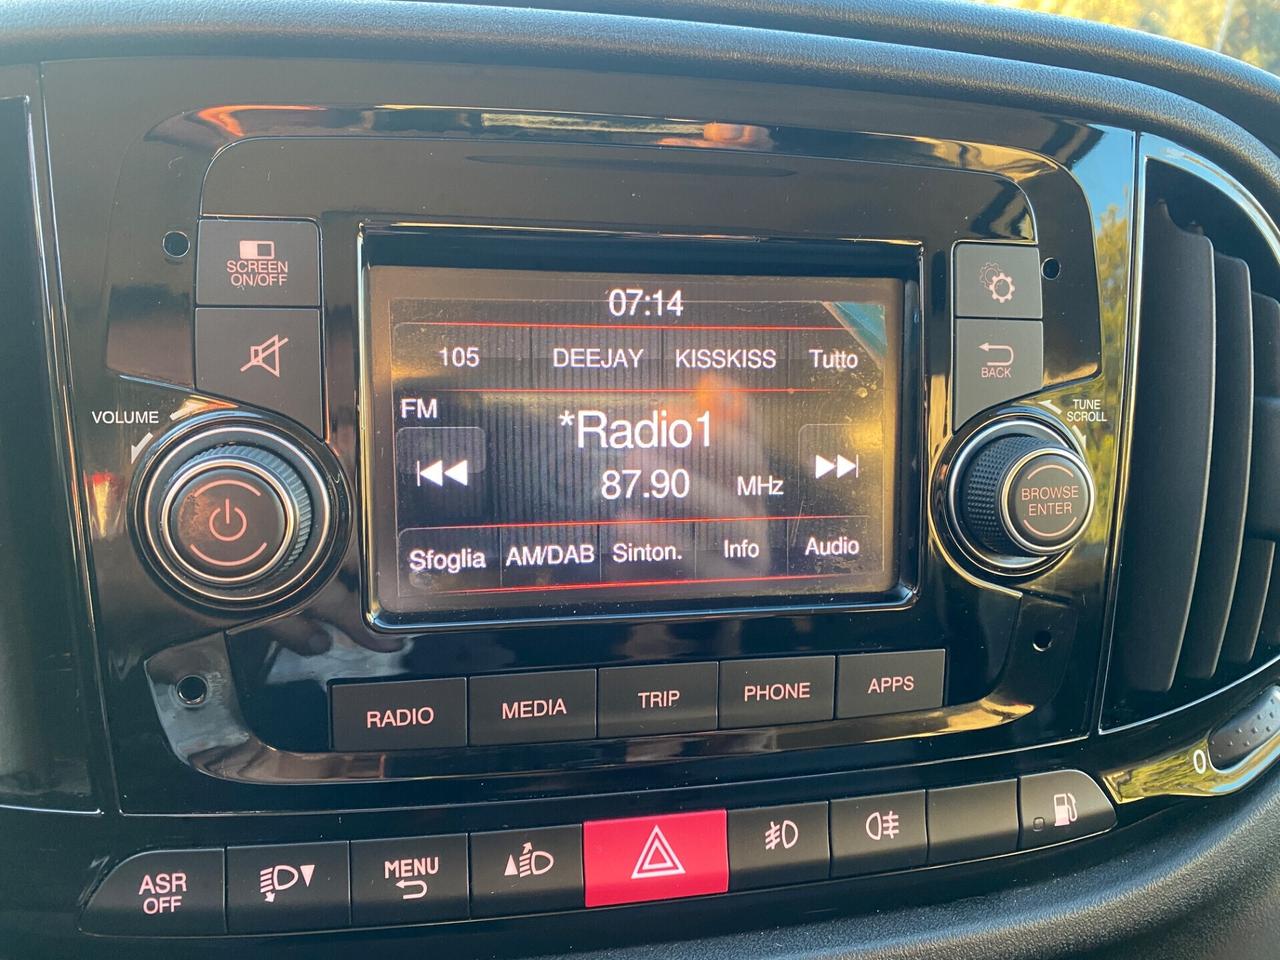 SCREEN
ON/OFF
07:14
105 DEEJAY KISSKISS Tutto
BACK
VOLUME
TUNE
SCROLL
FM
*Radio1
87.90 MHz
BROWSE
ENTER
Sfoglia AM/DAB Sinton. Info Audio
RADIO MEDIA TRIP PHONE APPS
0
ASR
OFF
MENU